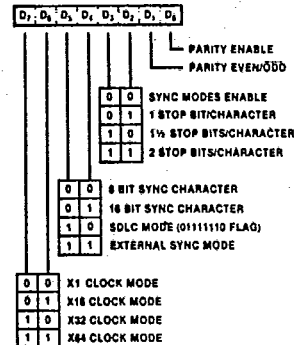 D7 D6 D5 D4 D3 D2 D1 D0
PARITY ENABLE
PARITY EVEN/ODD
0 0 SYNC MODES ENABLE
0 1 1 STOP BIT/CHARACTER
1 0 1½ STOP BITS/CHARACTER
1 1 2 STOP BITS/CHARACTER
0 0 8 BIT SYNC CHARACTER
0 1 16 BIT SYNC CHARACTER
1 0 SDLC MODE (01111110 FLAG)
1 1 EXTERNAL SYNC MODE
0 0 X1 CLOCK MODE
0 1 X16 CLOCK MODE
1 0 X32 CLOCK MODE
1 1 X64 CLOCK MODE